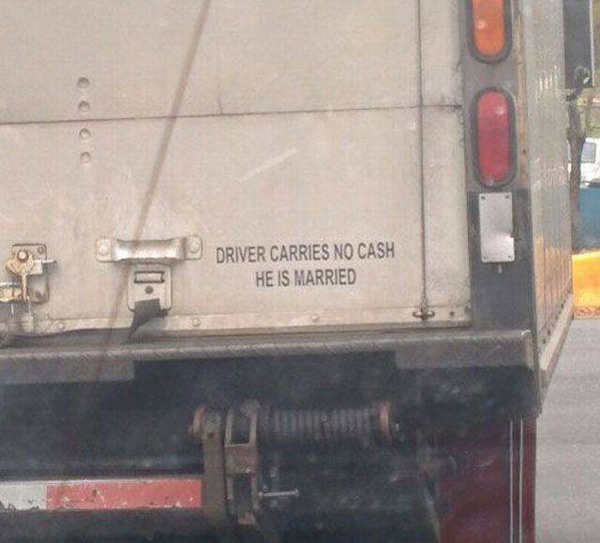 DRIVER CARRIES NO CASH
HE IS MARRIED